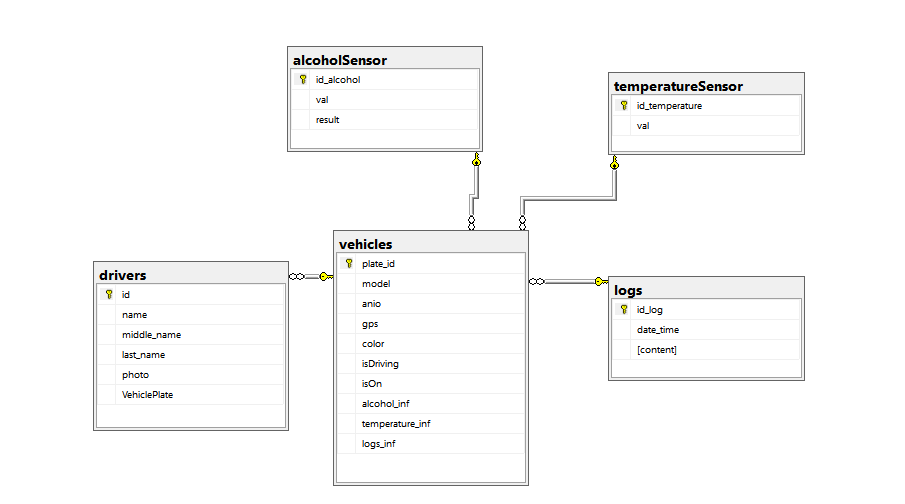 alcoholSensor
id_alcohol
val
result
temperatureSensor
id_temperature
val
vehicles
plate_id
model
anio
gps
color
isDriving
isOn
alcohol_inf
temperature_inf
logs_inf
drivers
id
name
middle_name
last_name
photo
VehiclePlate
logs
id_log
date_time
[content]